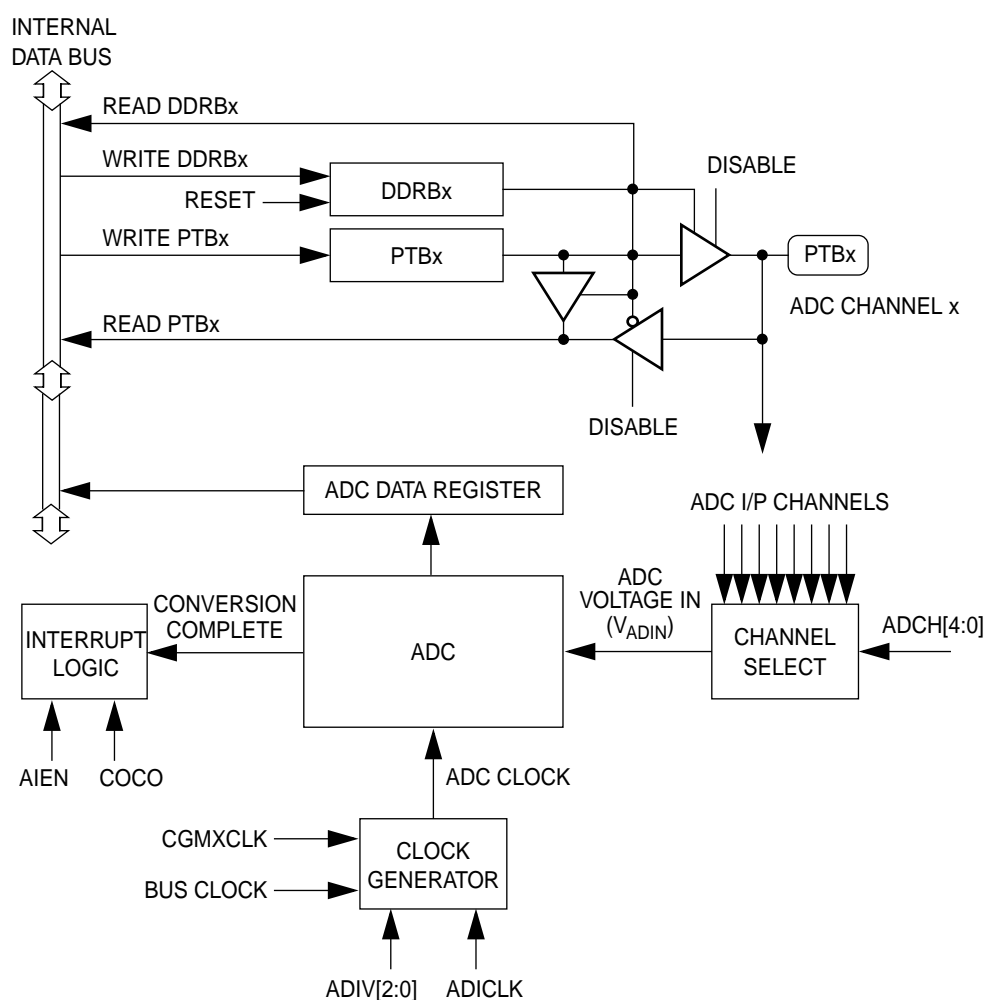 INTERNAL
DATA BUS
READ DDRBx
WRITE DDRBx
DISABLE
DDRBx
RESET
WRITE PTBx
PTBx
PTBx
ADC CHANNEL x
READ PTBx
DISABLE
ADC DATA REGISTER
ADC I/P CHANNELS
ADC
VOLTAGE IN
(VADIN)
CONVERSION
COMPLETE
INTERRUPT
LOGIC
ADC
CHANNEL
SELECT
ADCH[4:0]
AIEN
COCO
ADC CLOCK
CGMXCLK
CLOCK
GENERATOR
BUS CLOCK
ADIV[2:0]
ADICLK